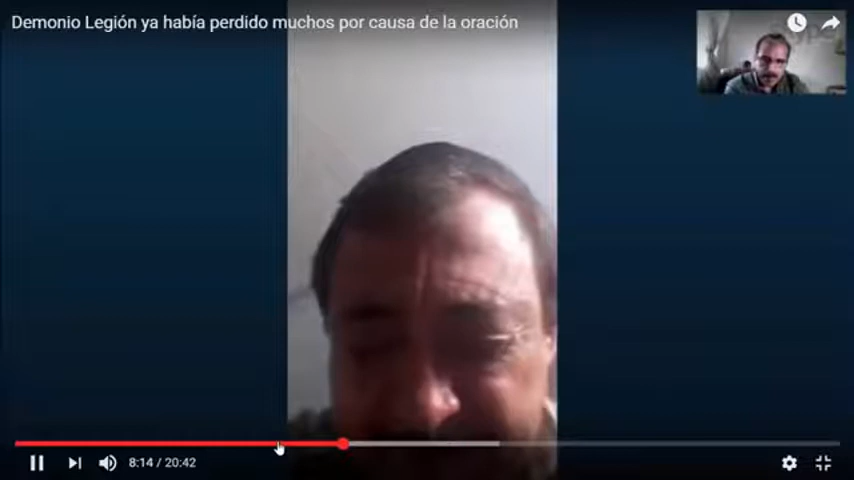 Demonio Legión ya había perdido muchos por causa de la oración
8:14 / 20:42